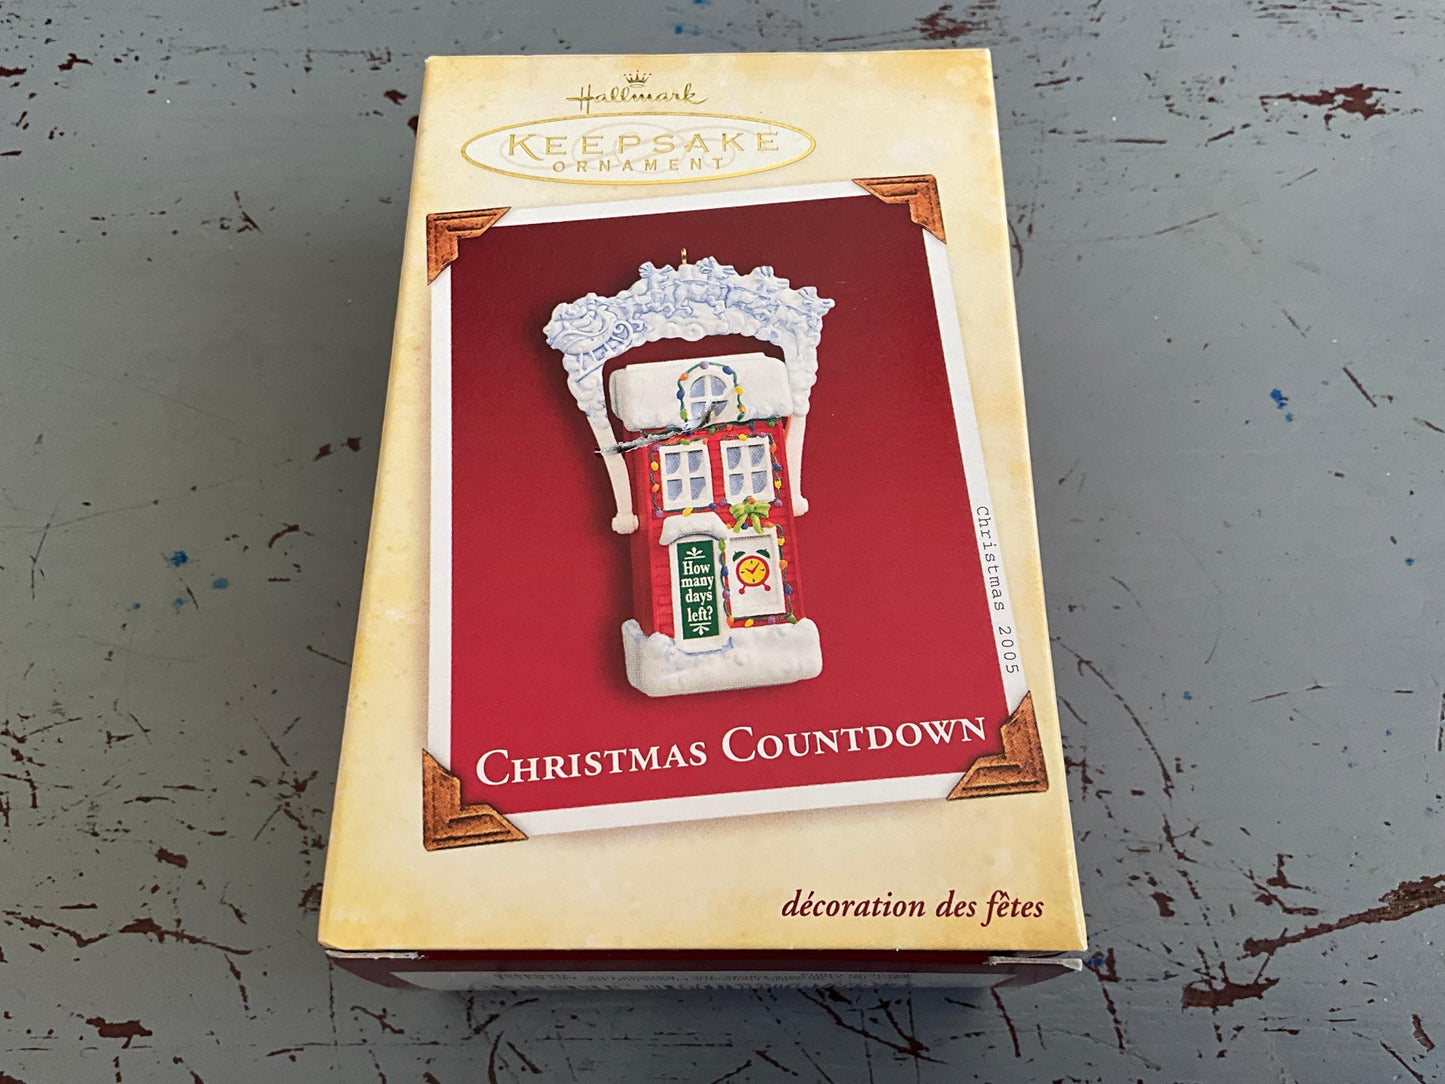 Hallmark
KEEPSAKE
ORNAMENT
How
many
days
left?
Christmas 2005
CHRISTMAS COUNTDOWN
décoration des fêtes